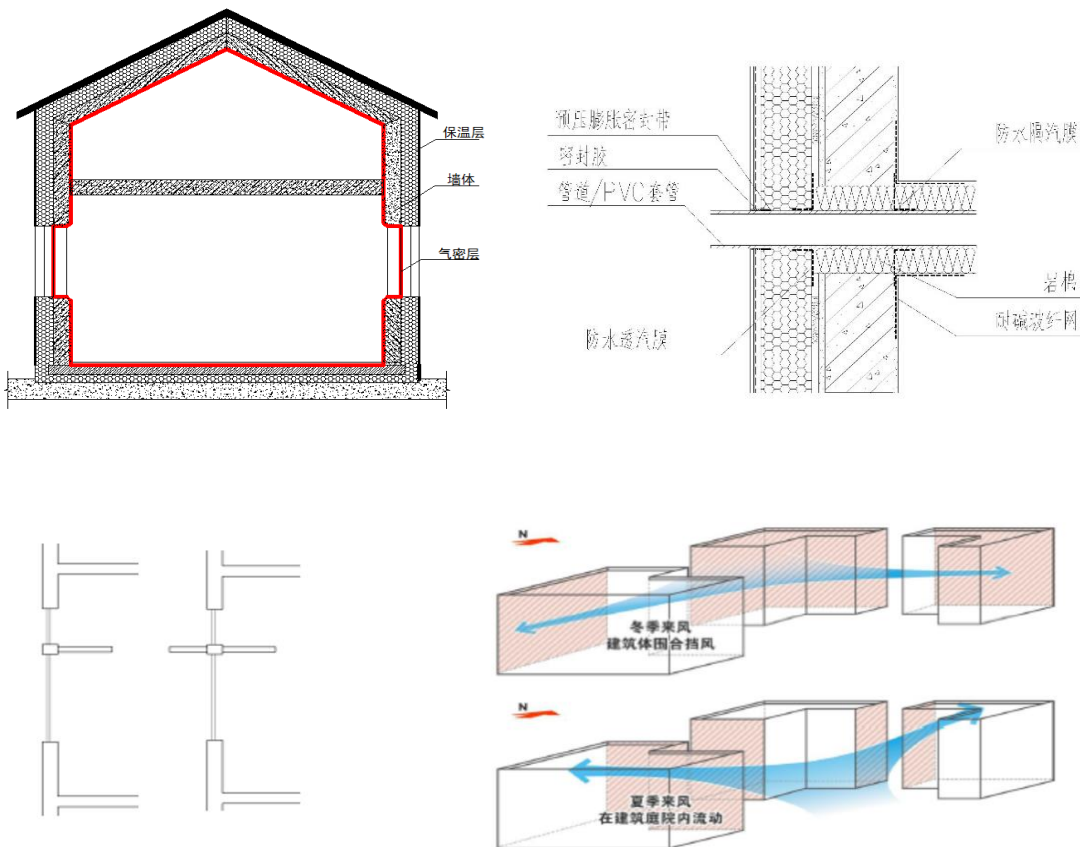 保温层
墙体
气密层
预压膨胀密封带
密封胶
管道/PVC套管
防水隔汽膜
岩棉
耐碱玻纤网
防水透汽膜
N
冬季来风
建筑体围合挡风
N
夏季来风
在建筑庭院内流动